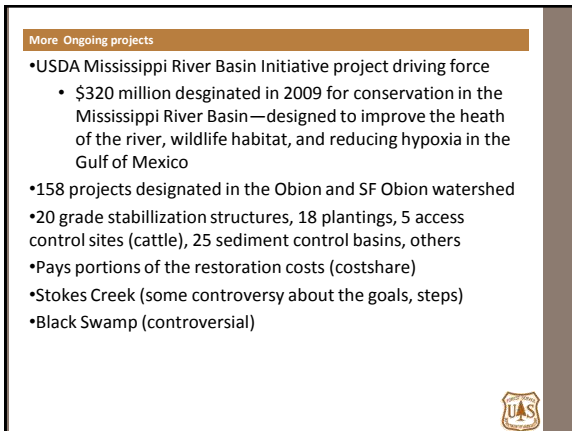 More Ongoing projects
•USDA Mississippi River Basin Initiative project driving force
• $320 million desginated in 2009 for conservation in the
Mississippi River Basin—designed to improve the heath
of the river, wildlife habitat, and reducing hypoxia in the
Gulf of Mexico
•158 projects designated in the Obion and SF Obion watershed
•20 grade stabillization structures, 18 plantings, 5 access
control sites (cattle), 25 sediment control basins, others
•Pays portions of the restoration costs (costshare)
•Stokes Creek (some controversy about the goals, steps)
•Black Swamp (controversial)
U S